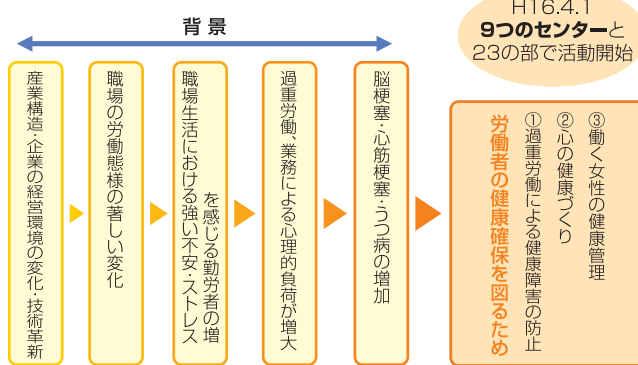 背景
H16.4.1
9つのセンターと
23の部で活動開始
産業構造・企業の経営環境の変化・技術革新
職場の労働態様の著しい変化
職場生活における強い不安・ストレス
を感じる勤労者の増
過重労働、業務による心理的負荷が増大
脳梗塞・心筋梗塞・うつ病の増加
労働者の健康確保を図るため
①過重労働による健康障害の防止
②心の健康づくり
③働く女性の健康管理